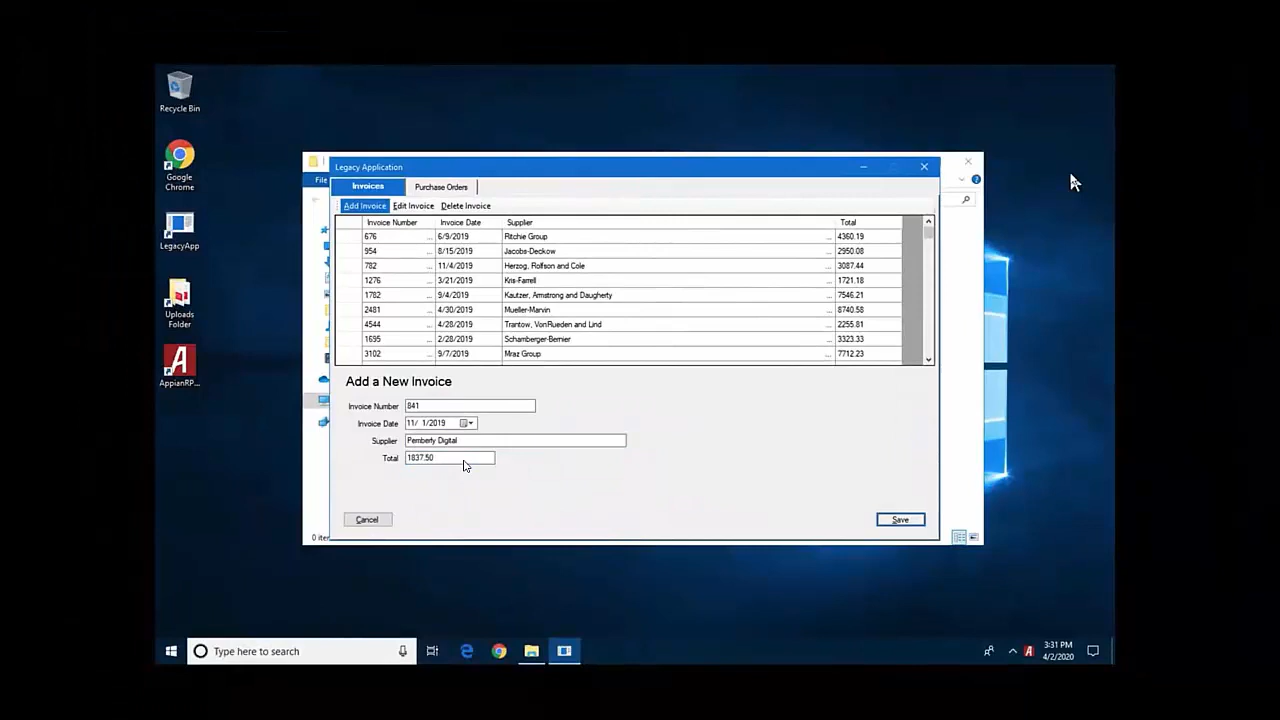 Recycle Bin
Google
Chrome
LegacyApp
Uploads
Folder
AppianRP...
File
Legacy Application
Invoices Purchase Orders
Add Invoice Edit Invoice Delete Invoice
Invoice Number Invoice Date Supplier Total
676 ... 6/9/2019 Ritchie Group ... 4360.19
954 8/15/2019 Jacobs-Deckow 2950.08
782 11/4/2019 Herzog, Rolfson and Cole 3087.44
1276 3/21/2019 Kris-Farrell 1721.18
1782 ... 9/4/2019 Kautzer, Armstrong and Daugherty ... 7546.21
2481 4/30/2019 Mueller-Marvin 8740.58
4544 4/28/2019 Trantow, VonRueden and Lind 2255.81
1695 ... 2/28/2019 Schamberger-Bernier 3323.33
3102 ... 9/7/2019 Mraz Group ... 7712.23
Add a New Invoice
Invoice Number 841
Invoice Date 11/ 1/2019
Supplier Pemberly Digital
Total 1837.50
Cancel Save
0 iter
Type here to search
3:31 PM
4/2/2020